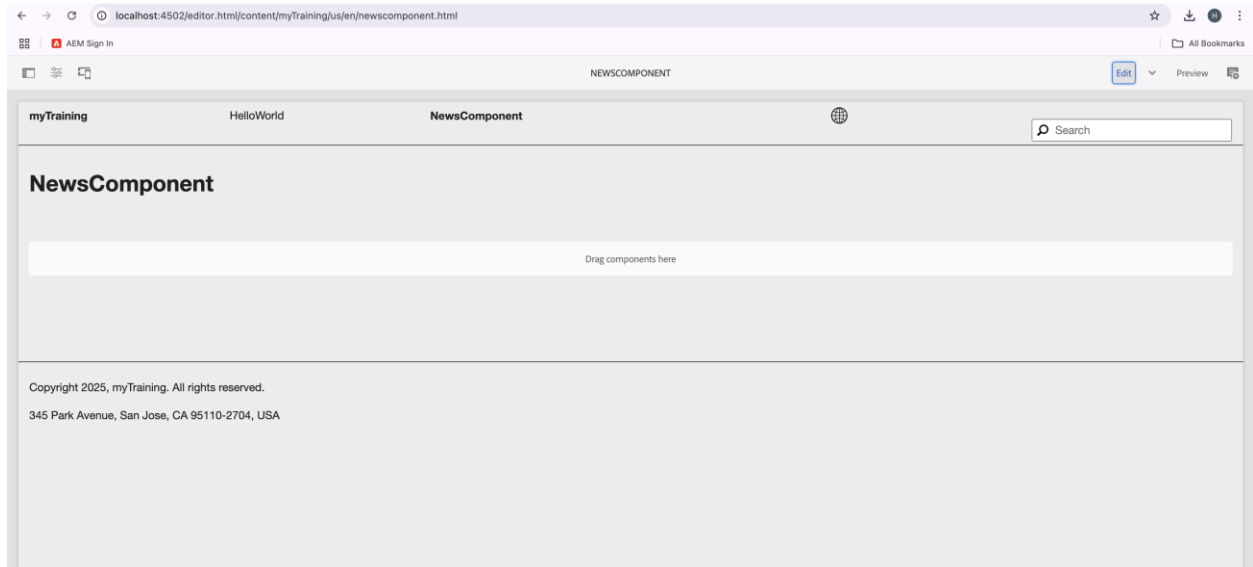 localhost:4502/editor.html/content/myTraining/us/en/newscomponent.html
H
AEM Sign In
All Bookmarks
NEWSCOMPONENT
Edit
Preview
myTraining HelloWorld NewsComponent
Search
NewsComponent
Drag components here
Copyright 2025, myTraining. All rights reserved.
345 Park Avenue, San Jose, CA 95110-2704, USA